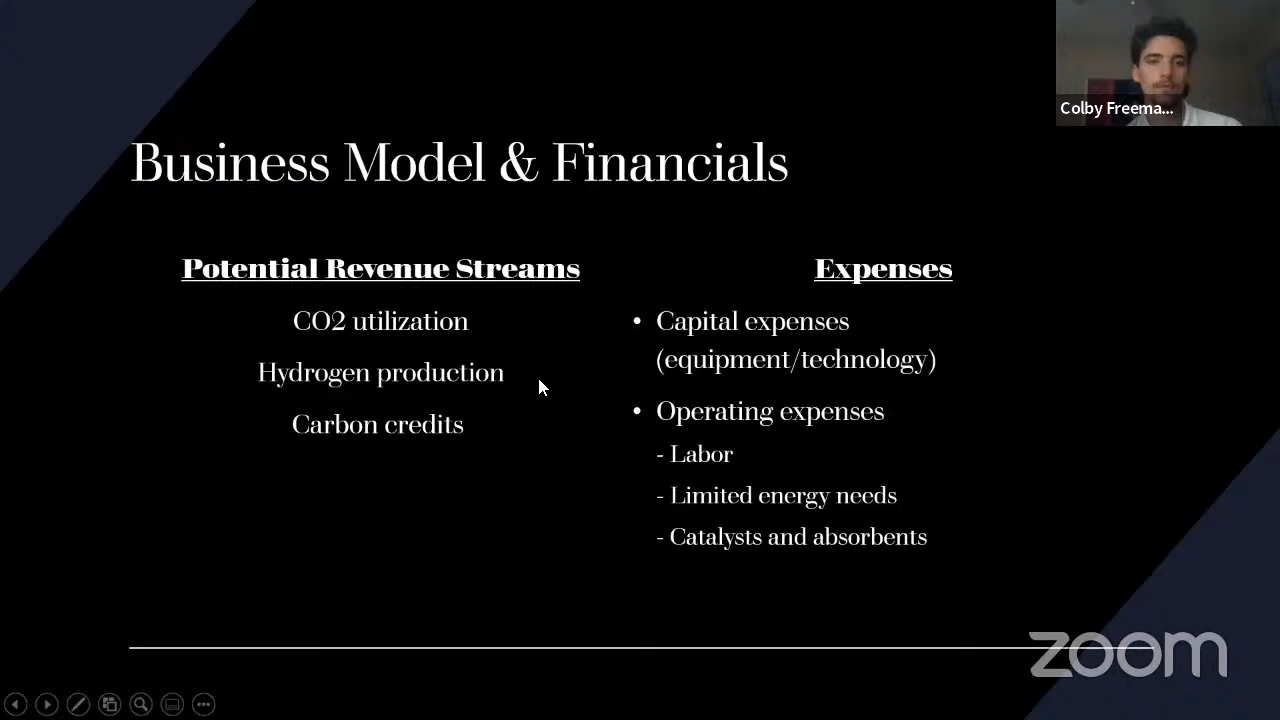 Colby Freema...
Business Model & Financials
Potential Revenue Streams
CO2 utilization
Hydrogen production
Carbon credits
Expenses
• Capital expenses
(equipment/technology)
• Operating expenses
- Labor
- Limited energy needs
- Catalysts and absorbents
zoom